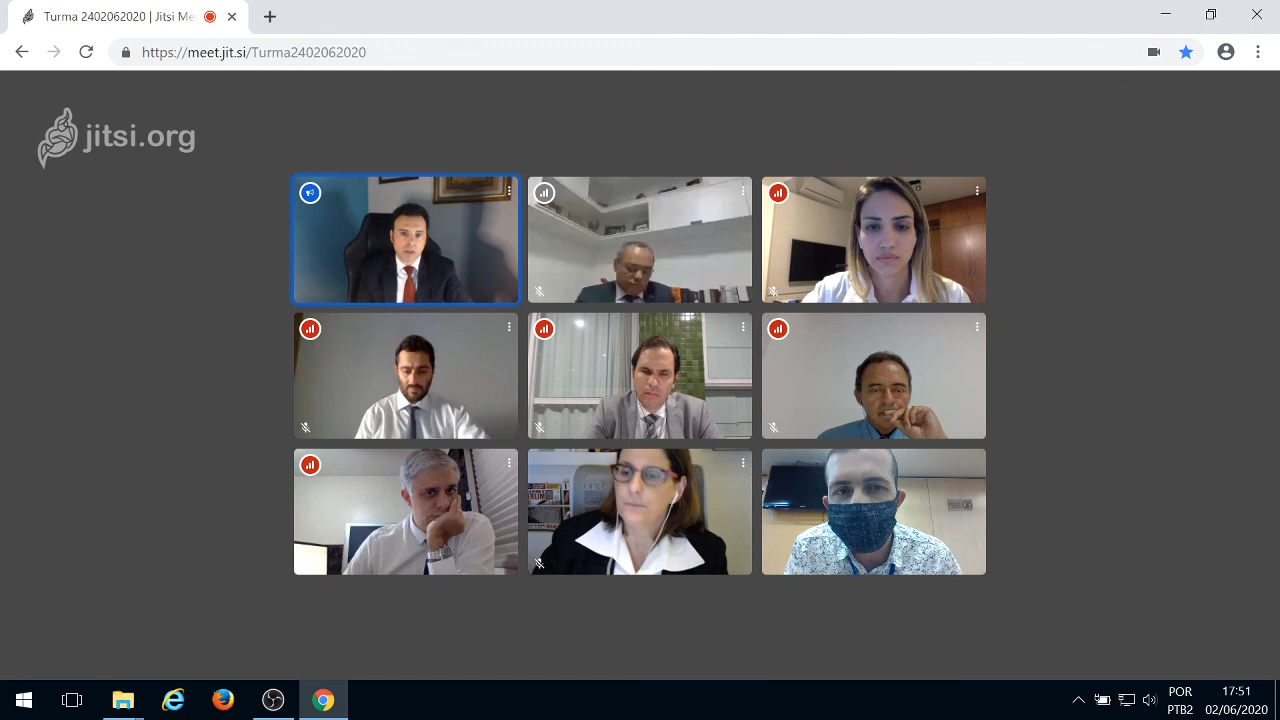 Turma 2402062020 | Jitsi Me
https://meet.jit.si/Turma2402062020
jitsi.org
POR
PTB2
17:51
02/06/2020